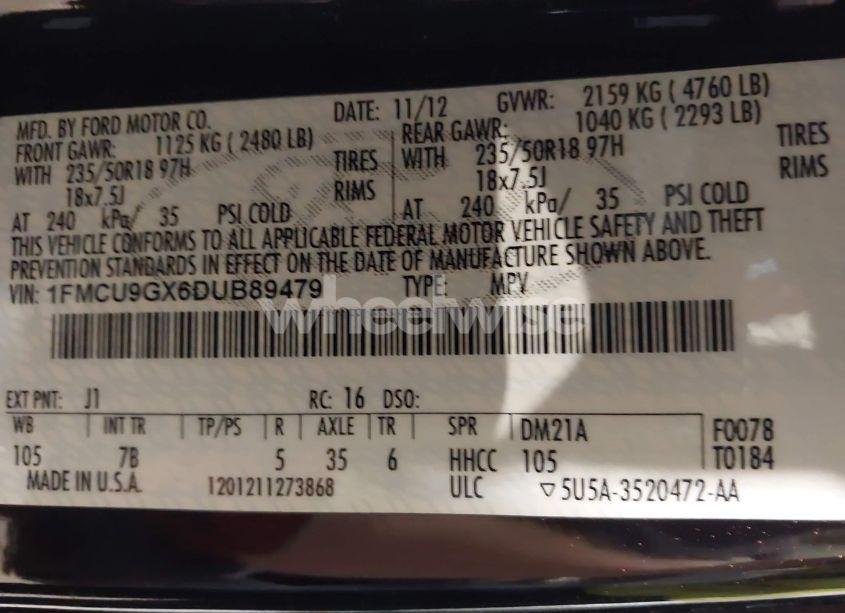 MFD. BY FORD MOTOR CO.
DATE: 11/12 GVWR: 2159 KG ( 4760 LB)
FRONT GAWR: 1125 KG ( 2480 LB)
REAR GAWR: 1040 KG ( 2293 LB)
WITH 235/50R18 97H TIRES
WITH 235/50R18 97H TIRES
18x7.5J RIMS
18x7.5J RIMS
AT 240 kPa/ 35 PSI COLD
AT 240 kPa/ 35 PSI COLD
THIS VEHICLE CONFORMS TO ALL APPLICABLE FEDERAL MOTOR VEHICLE SAFETY AND THEFT
PREVENTION STANDARDS IN EFFECT ON THE DATE OF MANUFACTURE SHOWN ABOVE.
VIN: 1FMCU9GX6DUB89479 TYPE: MPV
wheelwise
EXT PNT: J1 RC: 16 DSO:
WB INT TR TP/PS R AXLE TR SPR DM21A F0078
105 7B 5 35 6 HHCC 105 T0184
MADE IN U.S.A. 1201211273868 ULC 5U5A-3520472-AA